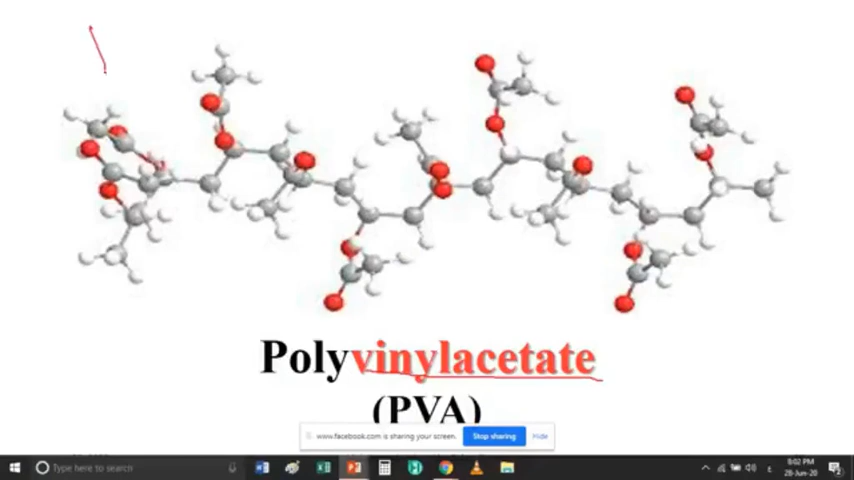 Polyvinylacetate
(PVA)
www.facebook.com is sharing your screen.
Stop sharing
Hide
Type here to search
9:02 PM
28-Jun-20